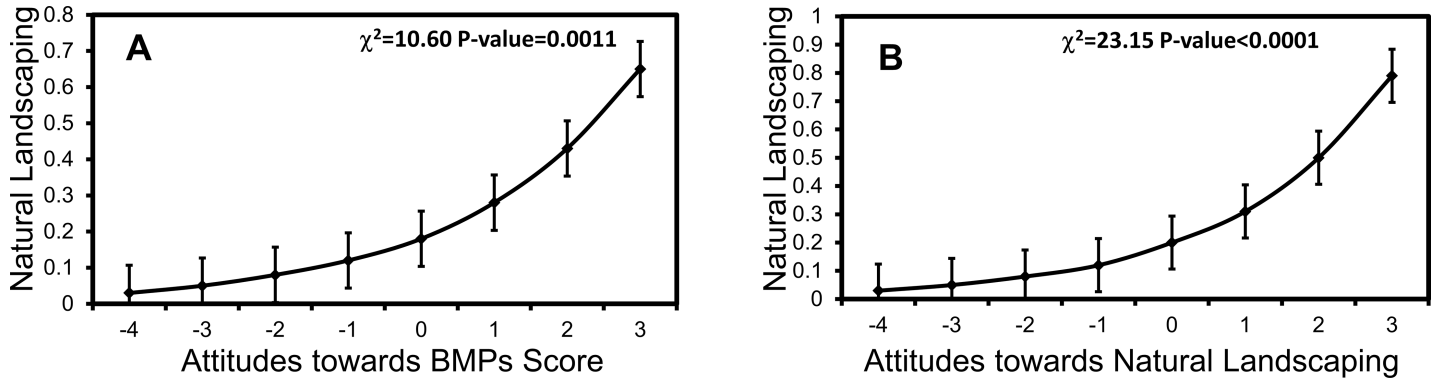 A
χ²=10.60 P-value=0.0011
Natural Landscaping
0.8
0.7
0.6
0.5
0.4
0.3
0.2
0.1
0
-4 -3 -2 -1 0 1 2 3
Attitudes towards BMPs Score
B
χ²=23.15 P-value<0.0001
Natural Landscaping
1
0.9
0.8
0.7
0.6
0.5
0.4
0.3
0.2
0.1
0
-4 -3 -2 -1 0 1 2 3
Attitudes towards Natural Landscaping